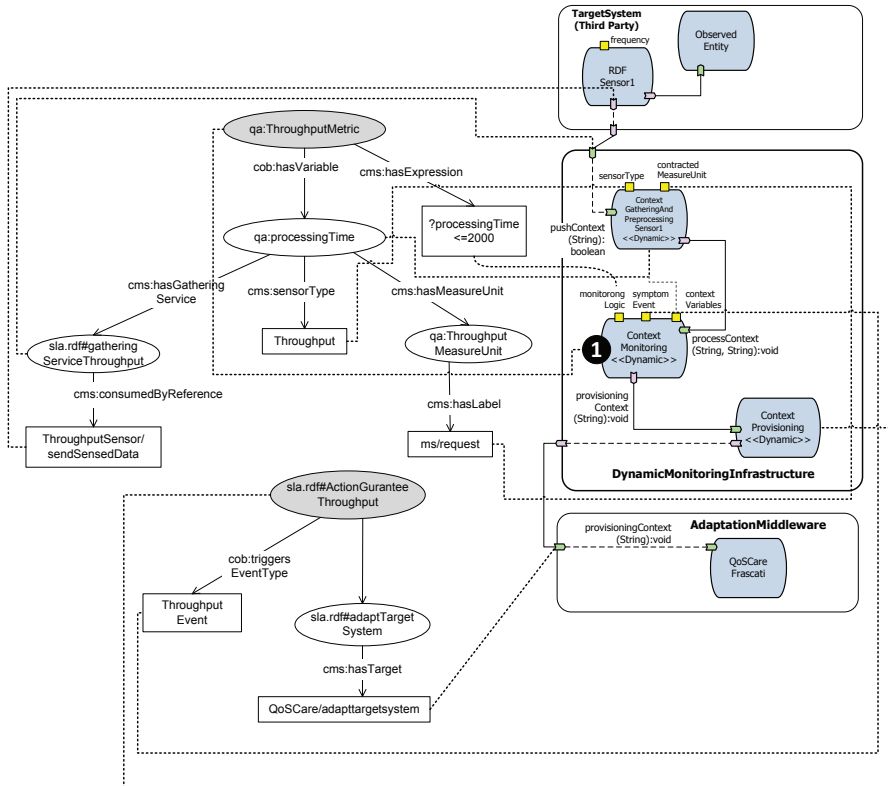 TargetSystem
(Third Party)
frequency
RDF
Sensor1
Observed
Entity
qa:ThroughputMetric
cob:hasVariable
cms:hasExpression
?processingTime
<=2000
qa:processingTime
cms:hasGathering
Service
cms:sensorType
cms:hasMeasureUnit
sla.rdf#gathering
ServiceThroughput
Throughput
qa:Throughput
MeasureUnit
cms:consumedByReference
cms:hasLabel
ThroughputSensor/
sendSensedData
ms/request
sensorType
contracted
MeasureUnit
Context
GatheringAnd
Preprocessing
Sensor1
<<Dynamic>>
pushContext
(String):
boolean
monitorong
Logic
symptom
Event
context
Variables
1
Context
Monitoring
<<Dynamic>>
processContext
(String, String):void
provisioning
Context
(String):void
Context
Provisioning
<<Dynamic>>
DynamicMonitoringInfrastructure
sla.rdf#ActionGurantee
Throughput
cob:triggers
EventType
Throughput
Event
sla.rdf#adaptTarget
System
cms:hasTarget
QoSCare/adapttargetsystem
provisioningContext
(String):void
AdaptationMiddleware
QoSCare
Frascati